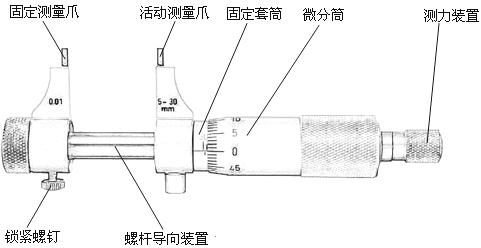 固定测量爪
活动测量爪
固定套筒
微分筒
测力装置
0.01
5-30
mm
10
5
0
45
锁紧螺钉
螺杆导向装置